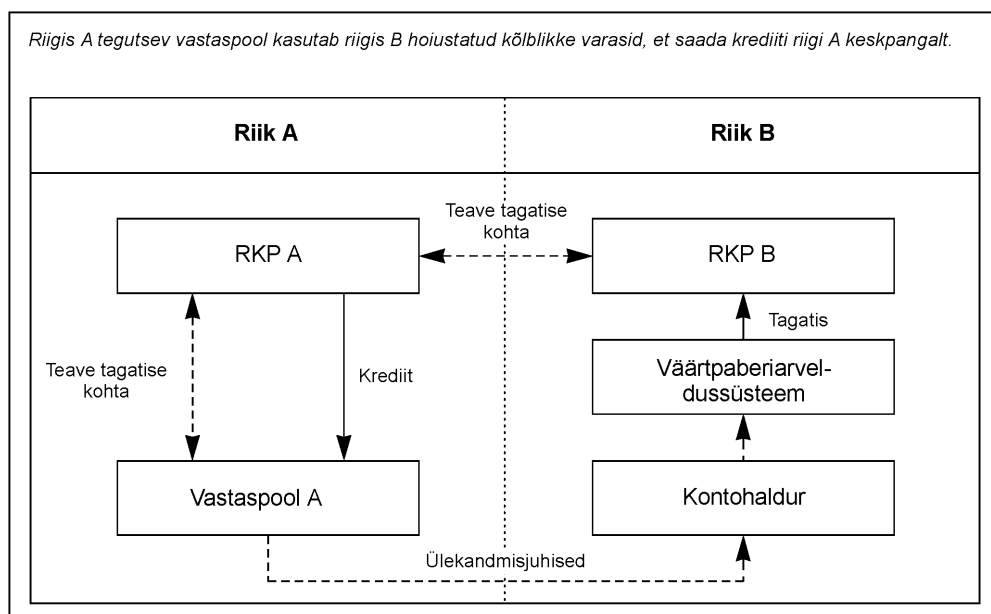 Riigis A tegutsev vastaspool kasutab riigis B hoiustatud kõlblikke varasid, et saada krediiti riigi A keskpangalt.
Riik A
Riik B
Teave tagatise
kohta
RKP A
RKP B
Tagatis
Teave tagatise
kohta
Krediit
Väärtpaberiarvel-
dussüsteem
Vastaspool A
Kontohaldur
Ülekandmisjuhised